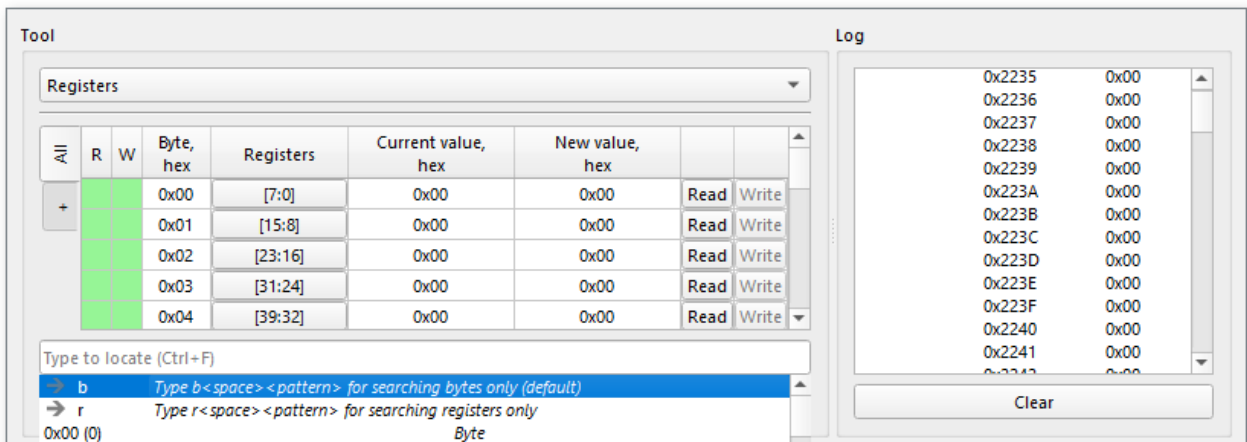 Tool
Registers
All R W Byte, hex Registers Current value, hex New value, hex
+
0x00 [7:0] 0x00 0x00 Read Write
0x01 [15:8] 0x00 0x00 Read Write
0x02 [23:16] 0x00 0x00 Read Write
0x03 [31:24] 0x00 0x00 Read Write
0x04 [39:32] 0x00 0x00 Read Write
Type to locate (Ctrl+F)
b Type b<space><pattern> for searching bytes only (default)
r Type r<space><pattern> for searching registers only
0x00 (0) Byte
Log
0x2235 0x00
0x2236 0x00
0x2237 0x00
0x2238 0x00
0x2239 0x00
0x223A 0x00
0x223B 0x00
0x223C 0x00
0x223D 0x00
0x223E 0x00
0x223F 0x00
0x2240 0x00
0x2241 0x00
Clear